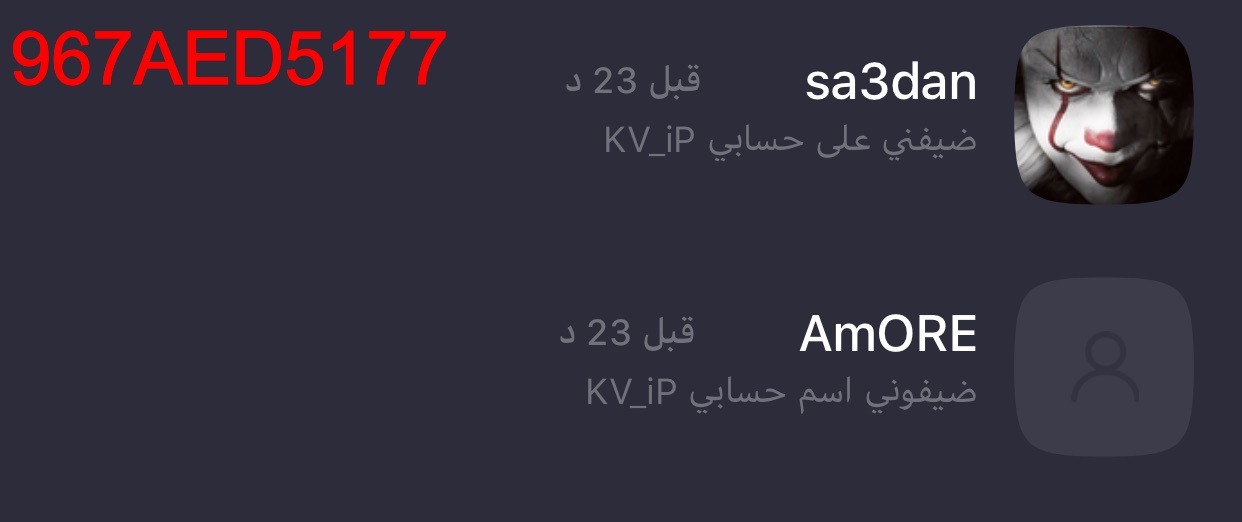 967AED5177
sa3dan قبل 23 د
ضيفني على حسابي KV_iP
AmORE قبل 23 د
ضيفوني اسم حسابي KV_iP